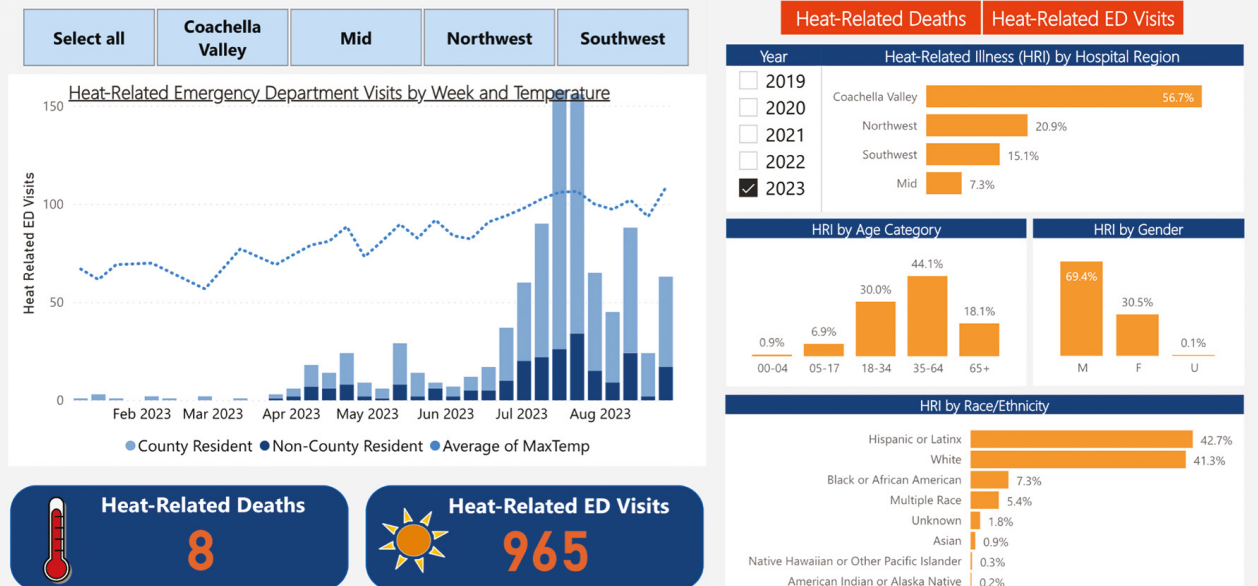 Select all
Coachella
Valley
Mid
Northwest
Southwest
Heat-Related Emergency Department Visits by Week and Temperature
Heat Related ED Visits
150
100
50
0
Feb 2023 Mar 2023 Apr 2023 May 2023 Jun 2023 Jul 2023 Aug 2023
County Resident Non-County Resident Average of MaxTemp
Heat-Related Deaths
8
Heat-Related ED Visits
965
Heat-Related Deaths
Heat-Related ED Visits
Year
2019
2020
2021
2022
2023
Heat-Related Illness (HRI) by Hospital Region
Coachella Valley 56.7%
Northwest 20.9%
Southwest 15.1%
Mid 7.3%
HRI by Age Category
0.9% 6.9% 30.0% 44.1% 18.1%
00-04 05-17 18-34 35-64 65+
HRI by Gender
69.4% 30.5% 0.1%
M F U
HRI by Race/Ethnicity
Hispanic or Latinx 42.7%
White 41.3%
Black or African American 7.3%
Multiple Race 5.4%
Unknown 1.8%
Asian 0.9%
Native Hawaiian or Other Pacific Islander 0.3%
American Indian or Alaska Native 0.2%